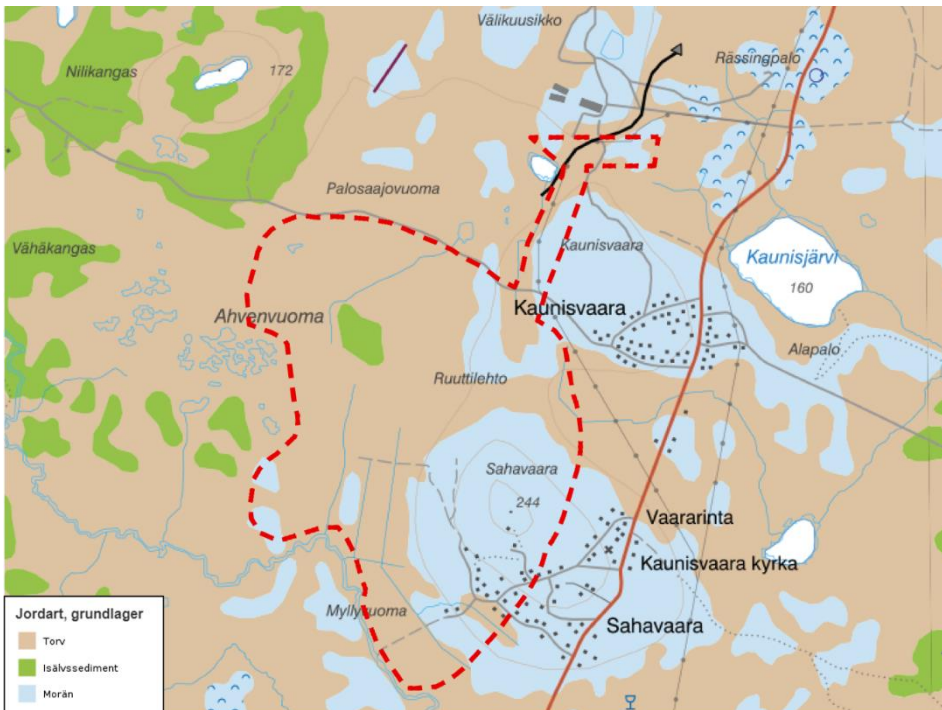 Välikuusikko
Rässingpalo
Nilikangas
172
Palosaajovuoma
Kaunisvaara
Vähäkangas
Kaunisjärvi
160
Ahvenvuoma
Kaunisvaara
Alapalo
Ruuttilehto
Sahavaara
244
Vaararinta
Kaunisvaara kyrka
Myllyvuoma
Sahavaara
Jordart, grundlager
Torv
Isälvssediment
Morän